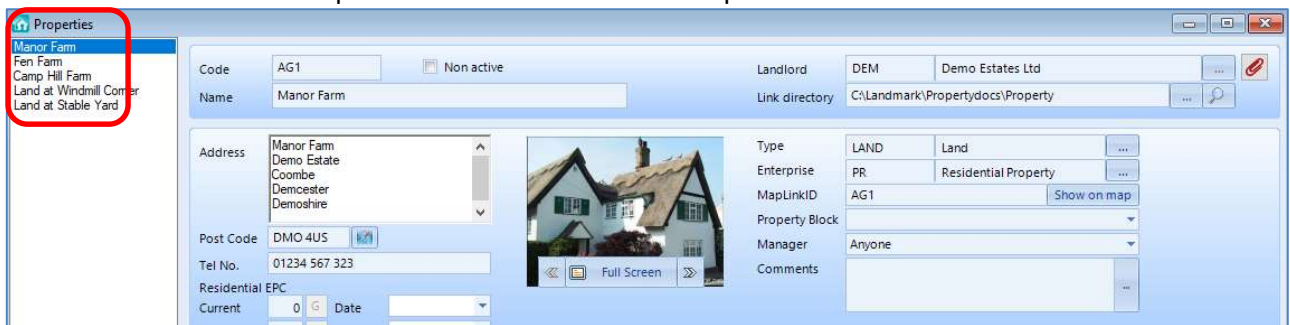 Properties
Manor Farm
Fen Farm
Camp Hill Farm
Land at Windmill Corner
Land at Stable Yard
Code AG1 Non active
Name Manor Farm
Landlord DEM Demo Estates Ltd ...
Link directory C:\Landmark\Propertydocs\Property ...
Address Manor Farm
Demo Estate
Coombe
Demcester
Demoshire
Post Code DMO 4US
Tel No. 01234 567 323
Residential EPC
Current 0 G Date
Full Screen
Type LAND Land ...
Enterprise PR Residential Property ...
MapLinkID AG1 Show on map
Property Block
Manager Anyone
Comments ...